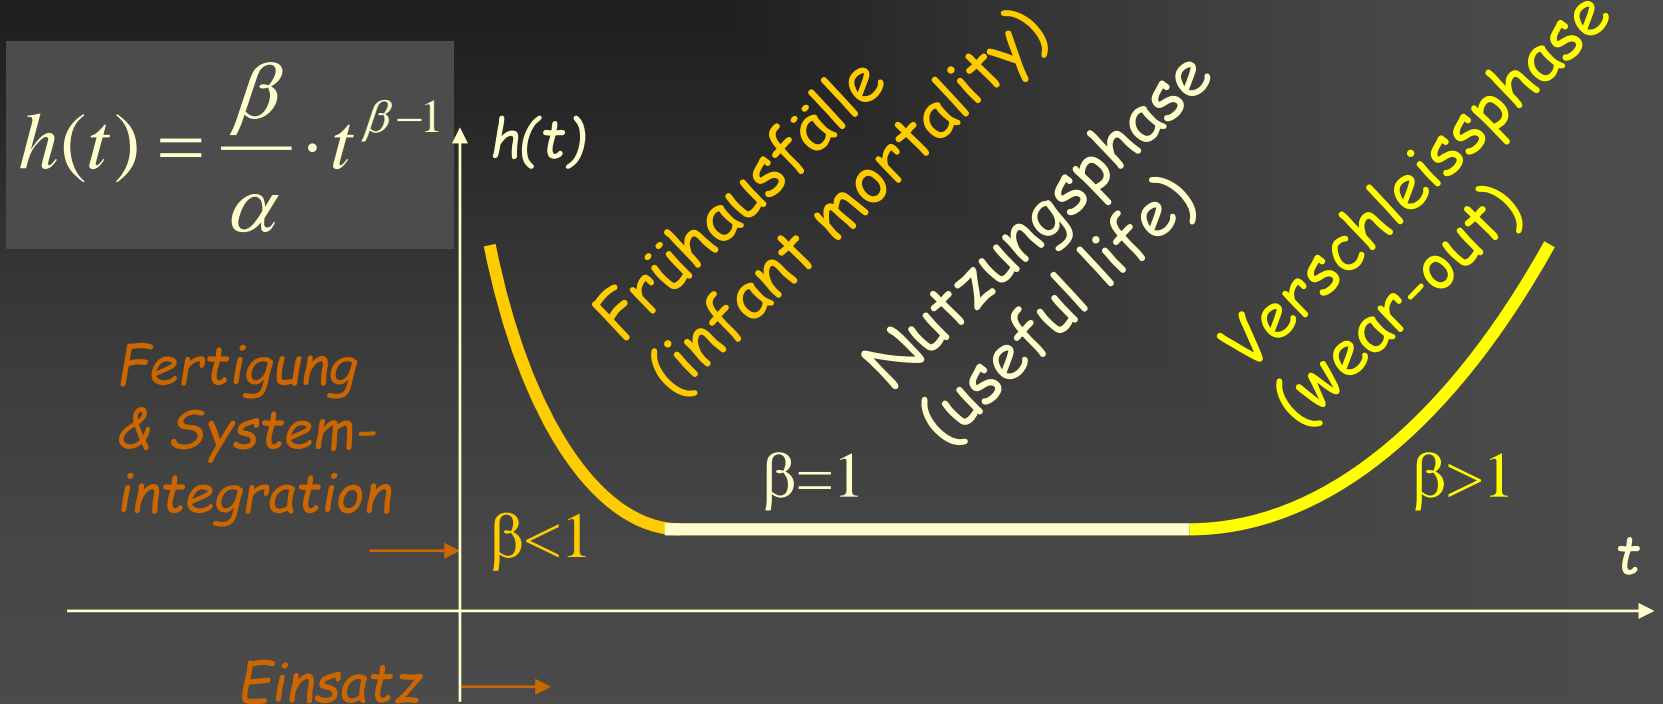 h(t) = β/α · t^(β−1)
h(t)
Frühausfälle
(infant mortality)
Nutzungsphase
(useful life)
Verschleissphase
(wear-out)
Fertigung
& System-
integration
β<1
β=1
β>1
t
Einsatz